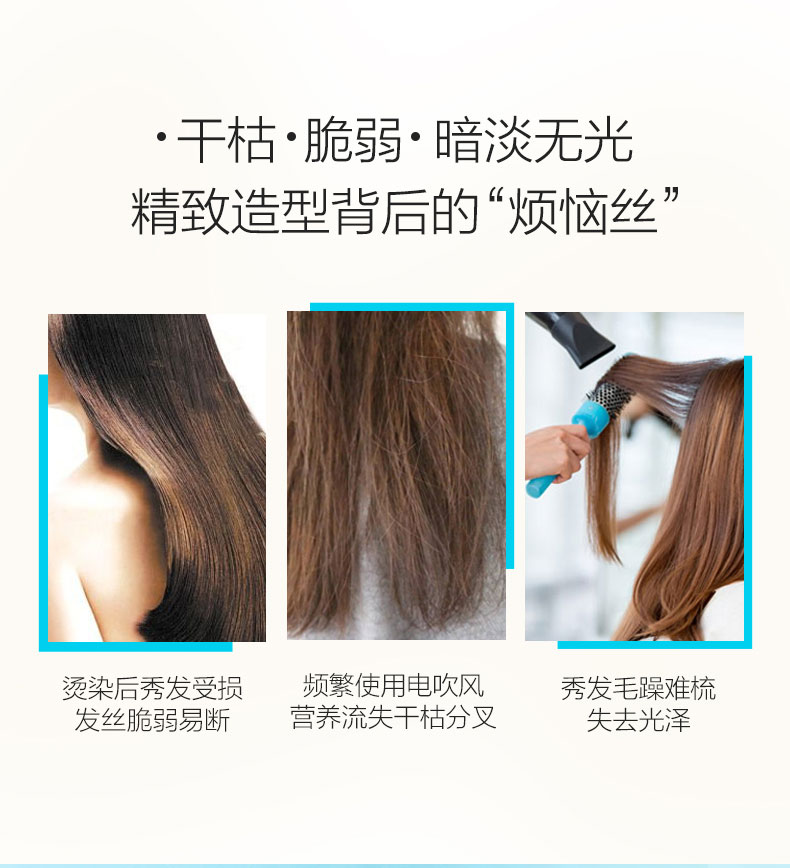 ·干枯·脆弱·暗淡无光
精致造型背后的“烦恼丝”
烫染后秀发受损
发丝脆弱易断
频繁使用电吹风
营养流失干枯分叉
秀发毛躁难梳
失去光泽